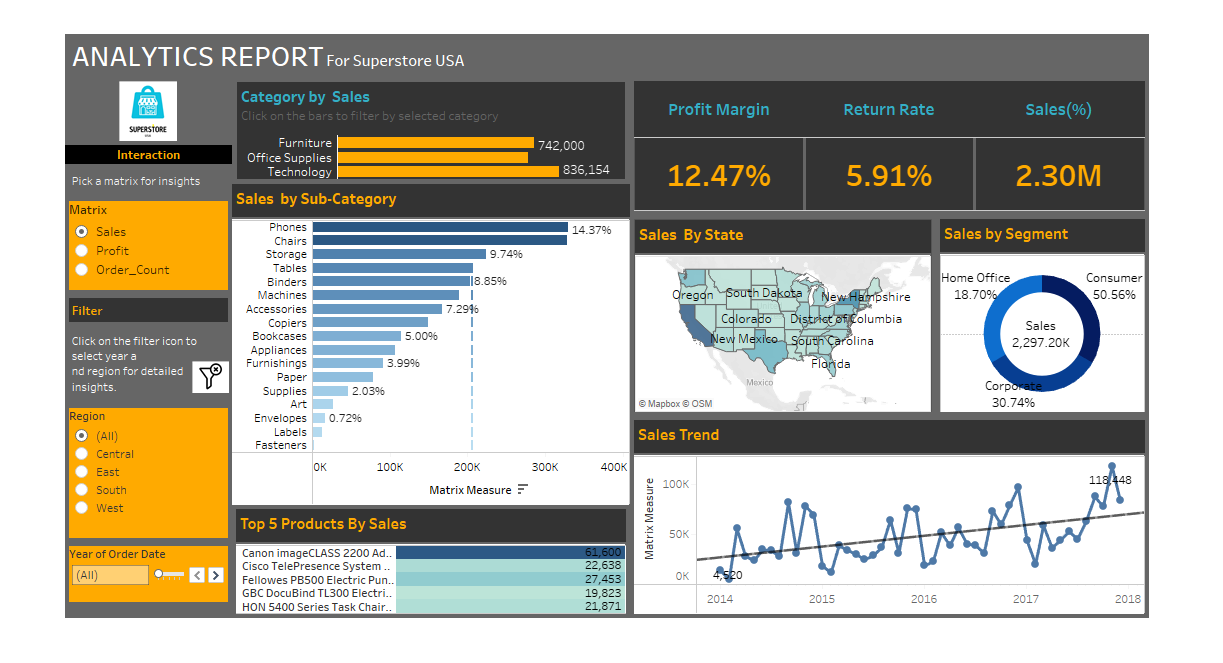 ANALYTICS REPORT For Superstore USA
SUPERSTORE
Interaction
Pick a matrix for insights
Matrix
Sales
Profit
Order_Count
Filter
Click on the filter icon to
select year a
nd region for detailed
insights.
Region
(All)
Central
East
South
West
Year of Order Date
(All)
Category by Sales
Click on the bars to filter by selected category
Furniture 742,000
Office Supplies
Technology 836,154
Sales by Sub-Category
Phones 14.37%
Chairs
Storage 9.74%
Tables
Binders 8.85%
Machines
Accessories 7.29%
Copiers
Bookcases 5.00%
Appliances
Furnishings 3.99%
Paper
Supplies 2.03%
Art
Envelopes 0.72%
Labels
Fasteners
0K 100K 200K 300K 400K
Matrix Measure
Top 5 Products By Sales
Canon imageCLASS 2200 Ad.. 61,600
Cisco TelePresence System .. 22,638
Fellowes PB500 Electric Pun.. 27,453
GBC DocuBind TL300 Electri.. 19,823
HON 5400 Series Task Chair.. 21,871
Profit Margin Return Rate Sales(%)
12.47% 5.91% 2.30M
Sales By State
Oregon
South Dakota
New Hampshire
Colorado
District of Columbia
New Mexico
South Carolina
Florida
Mexico
© Mapbox © OSM
Sales by Segment
Home Office
18.70%
Consumer
50.56%
Sales
2,297.20K
Corporate
30.74%
Sales Trend
Matrix Measure
100K
50K
0K
118,448
4,520
2014 2015 2016 2017 2018